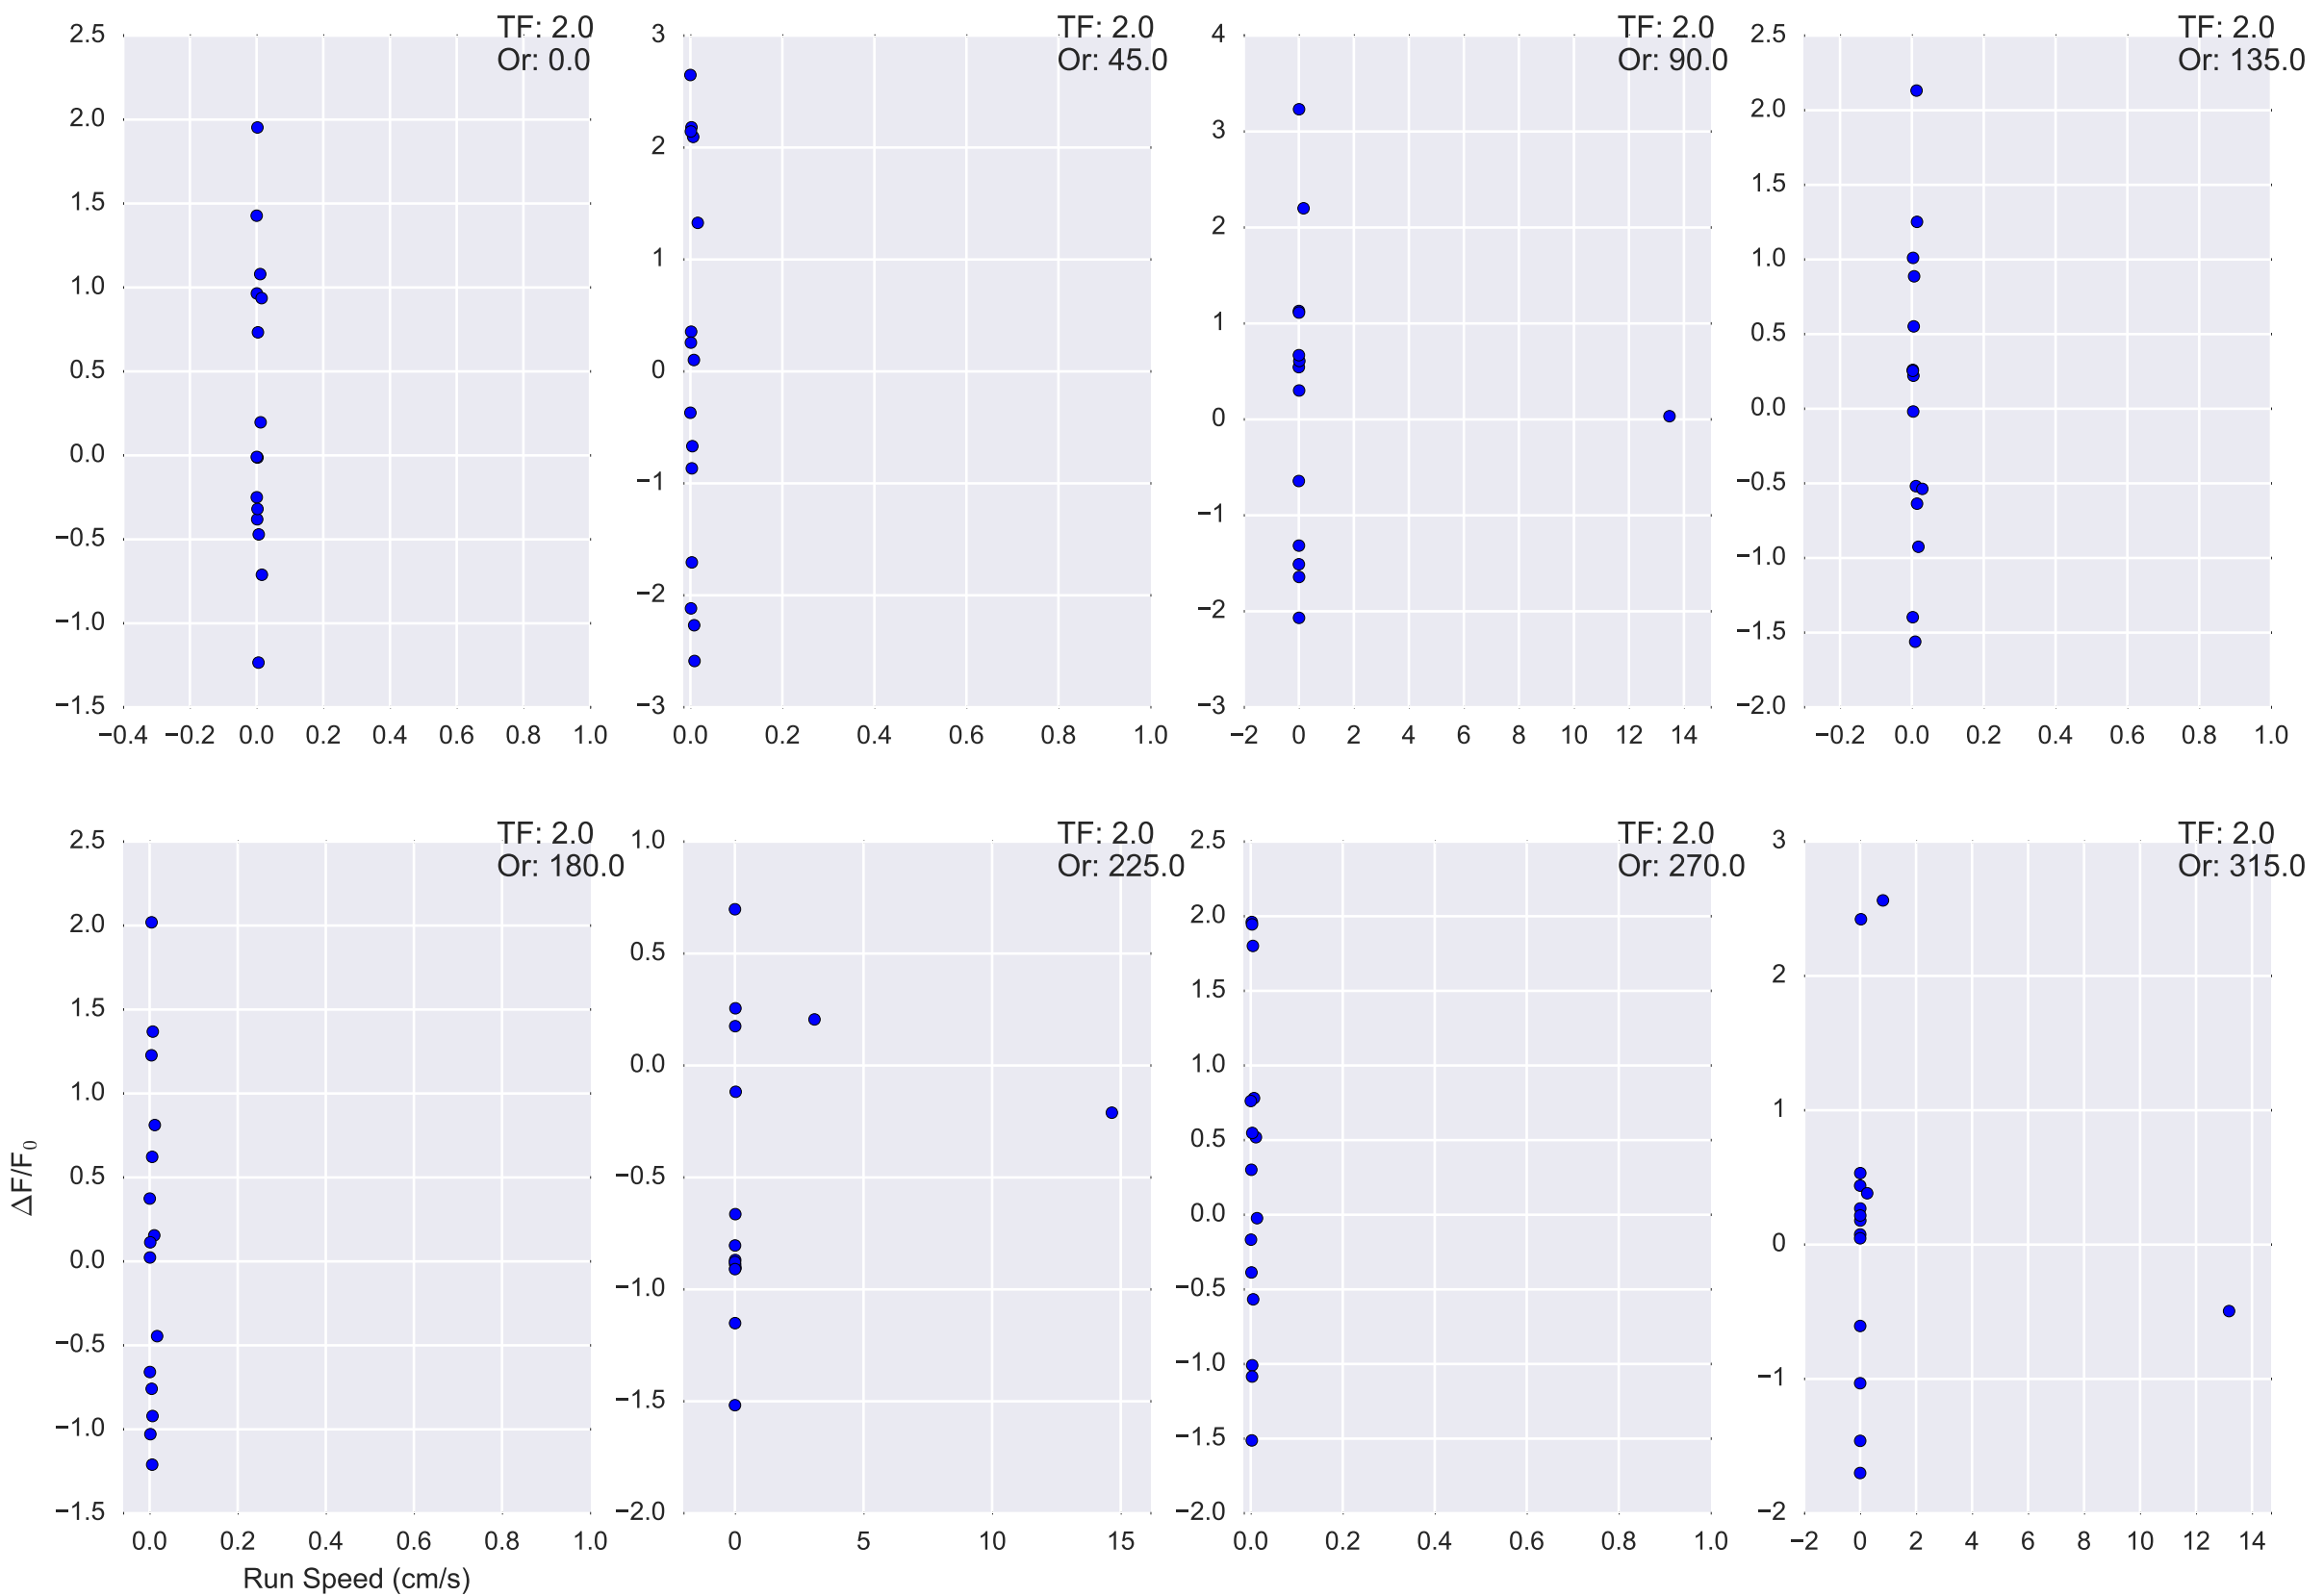 TF: 2.0
Or: 0.0
2.5
2.0
1.5
1.0
0.5
0.0
−0.5
−1.0
−1.5
−0.4 −0.2 0.0 0.2 0.4 0.6 0.8 1.0
TF: 2.0
Or: 45.0
3
2
1
0
−1
−2
−3
0.0 0.2 0.4 0.6 0.8 1.0
TF: 2.0
Or: 90.0
4
3
2
1
0
−1
−2
−3
−2 0 2 4 6 8 10 12 14
TF: 2.0
Or: 135.0
2.5
2.0
1.5
1.0
0.5
0.0
−0.5
−1.0
−1.5
−2.0
−0.2 0.0 0.2 0.4 0.6 0.8 1.0
TF: 2.0
Or: 180.0
2.5
2.0
1.5
1.0
0.5
0.0
−0.5
−1.0
−1.5
0.0 0.2 0.4 0.6 0.8 1.0
ΔF/F₀
Run Speed (cm/s)
TF: 2.0
Or: 225.0
1.0
0.5
0.0
−0.5
−1.0
−1.5
−2.0
0 5 10 15
TF: 2.0
Or: 270.0
2.5
2.0
1.5
1.0
0.5
0.0
−0.5
−1.0
−1.5
−2.0
0.0 0.2 0.4 0.6 0.8 1.0
TF: 2.0
Or: 315.0
3
2
1
0
−1
−2
−2 0 2 4 6 8 10 12 14